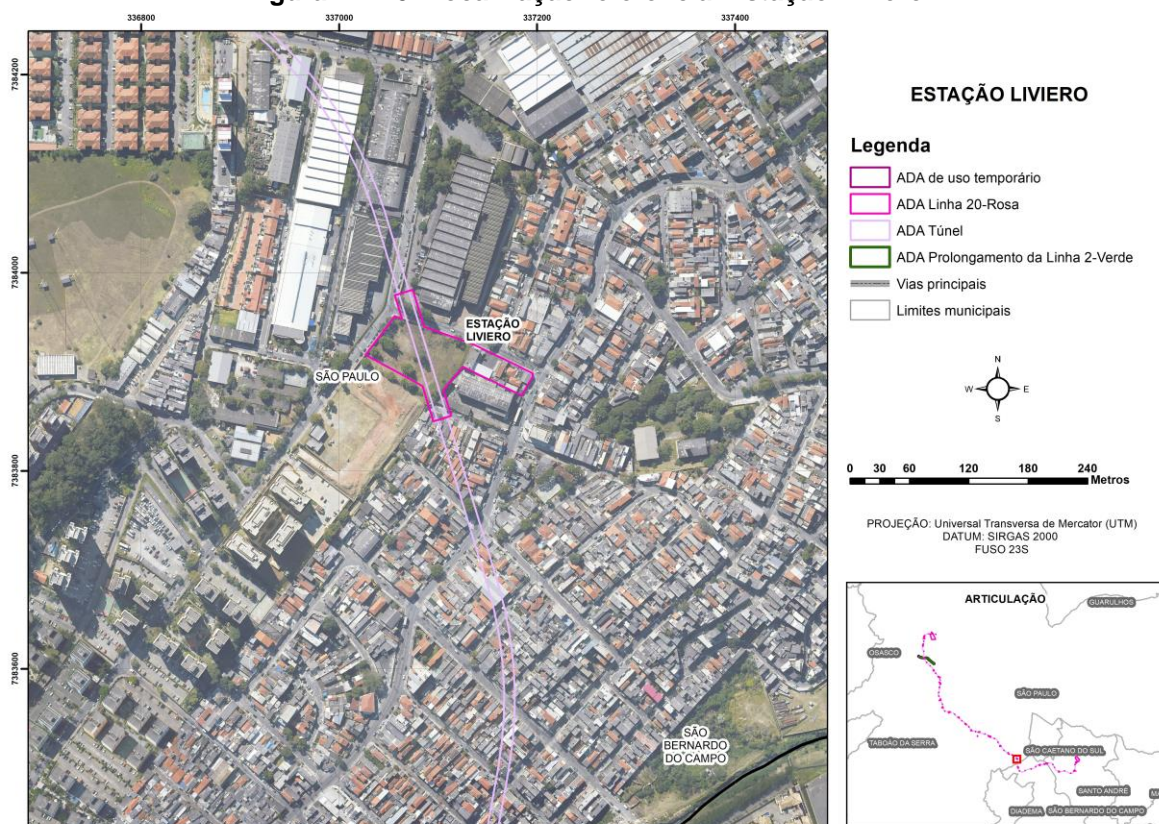 336800
337000
337200
337400
7384200
7384000
7383800
7383600
ESTAÇÃO
LIVIERO
SÃO PAULO
SÃO
BERNARDO
DO CAMPO
ESTAÇÃO LIVIERO
Legenda
ADA de uso temporário
ADA Linha 20-Rosa
ADA Túnel
ADA Prolongamento da Linha 2-Verde
Vias principais
Limites municipais
N
W
E
S
0 30 60 120 180 240
Metros
PROJEÇÃO: Universal Transversa de Mercator (UTM)
DATUM: SIRGAS 2000
FUSO 23S
ARTICULAÇÃO
GUARULHOS
OSASCO
SÃO PAULO
TABOÃO DA SERRA
SÃO CAETANO DO SUL
SANTO ANDRÉ
DIADEMA
SÃO BERNARDO DO CAMPO